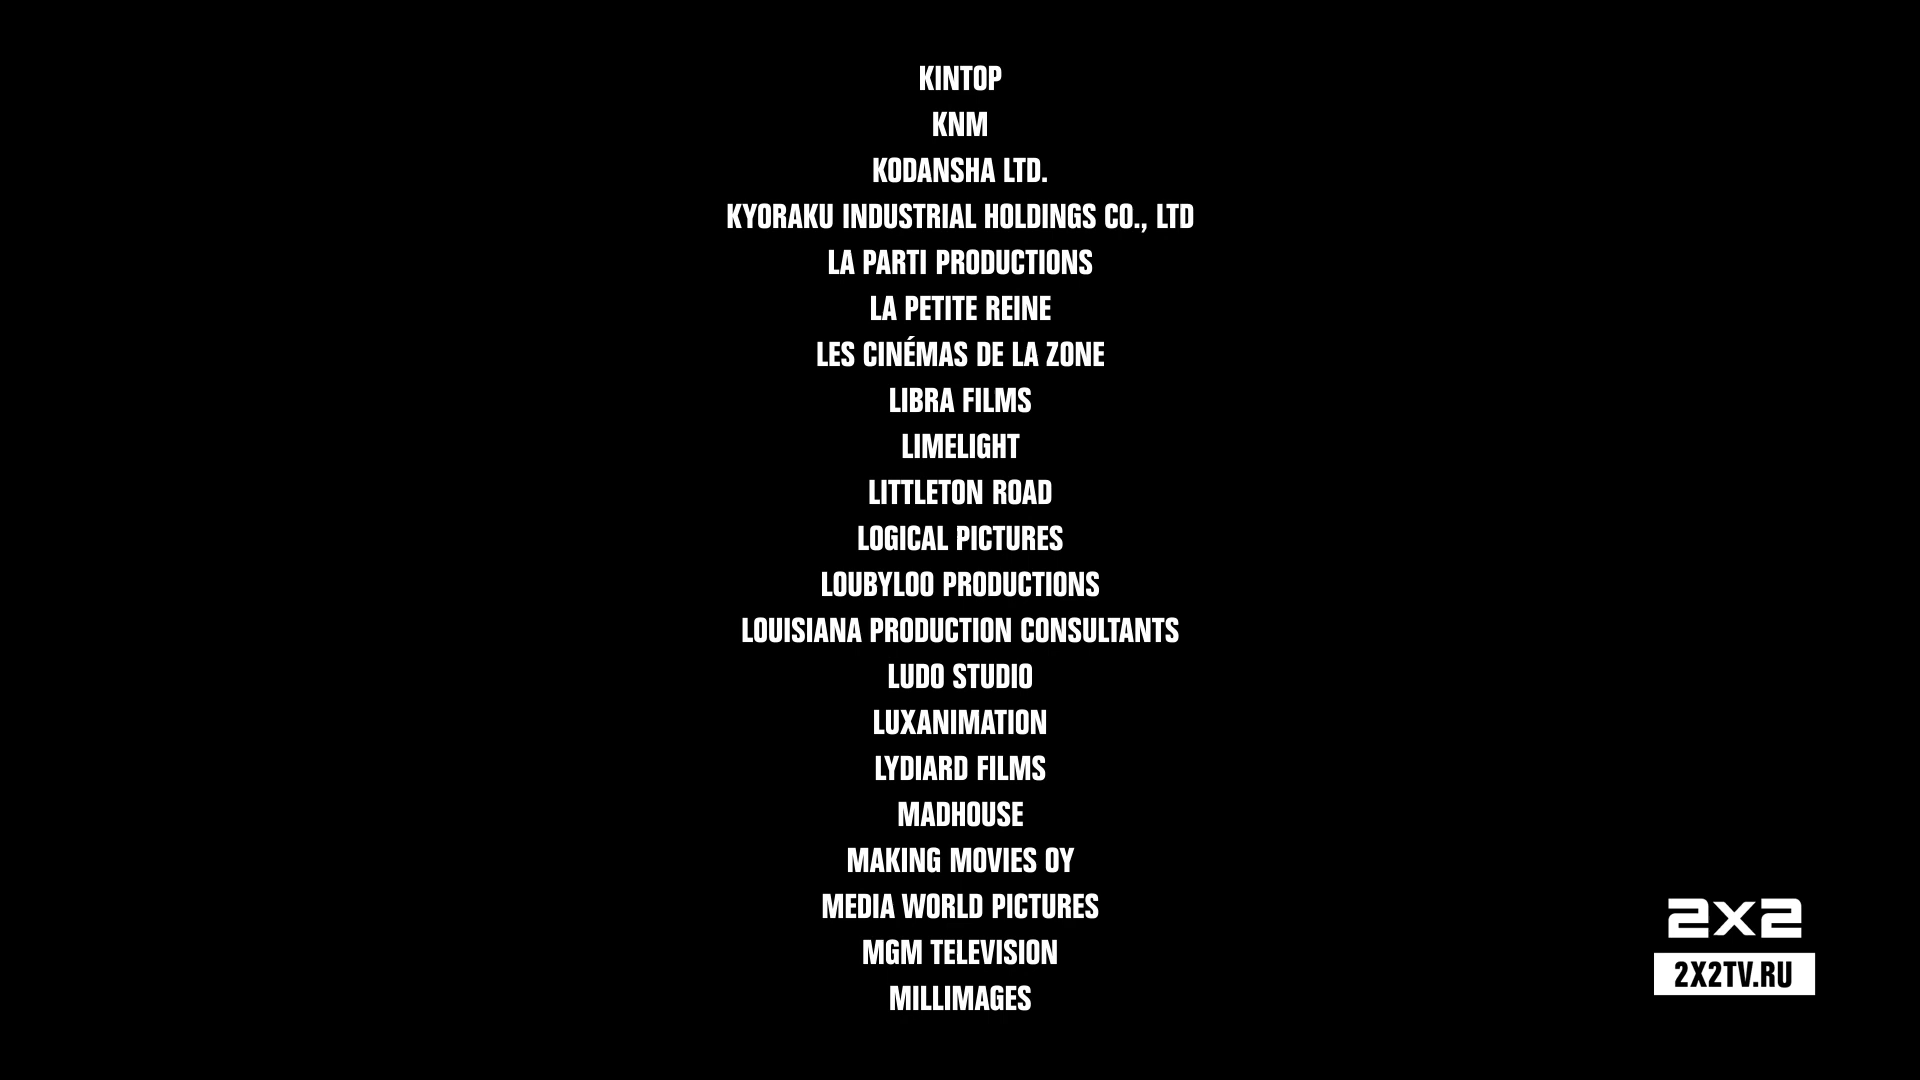 KINTOP
KNM
KODANSHA LTD.
KYORAKU INDUSTRIAL HOLDINGS CO., LTD
LA PARTI PRODUCTIONS
LA PETITE REINE
LES CINÉMAS DE LA ZONE
LIBRA FILMS
LIMELIGHT
LITTLETON ROAD
LOGICAL PICTURES
LOUBYLOO PRODUCTIONS
LOUISIANA PRODUCTION CONSULTANTS
LUDO STUDIO
LUXANIMATION
LYDIARD FILMS
MADHOUSE
MAKING MOVIES OY
MEDIA WORLD PICTURES
MGM TELEVISION
MILLIMAGES
2x2
2X2TV.RU